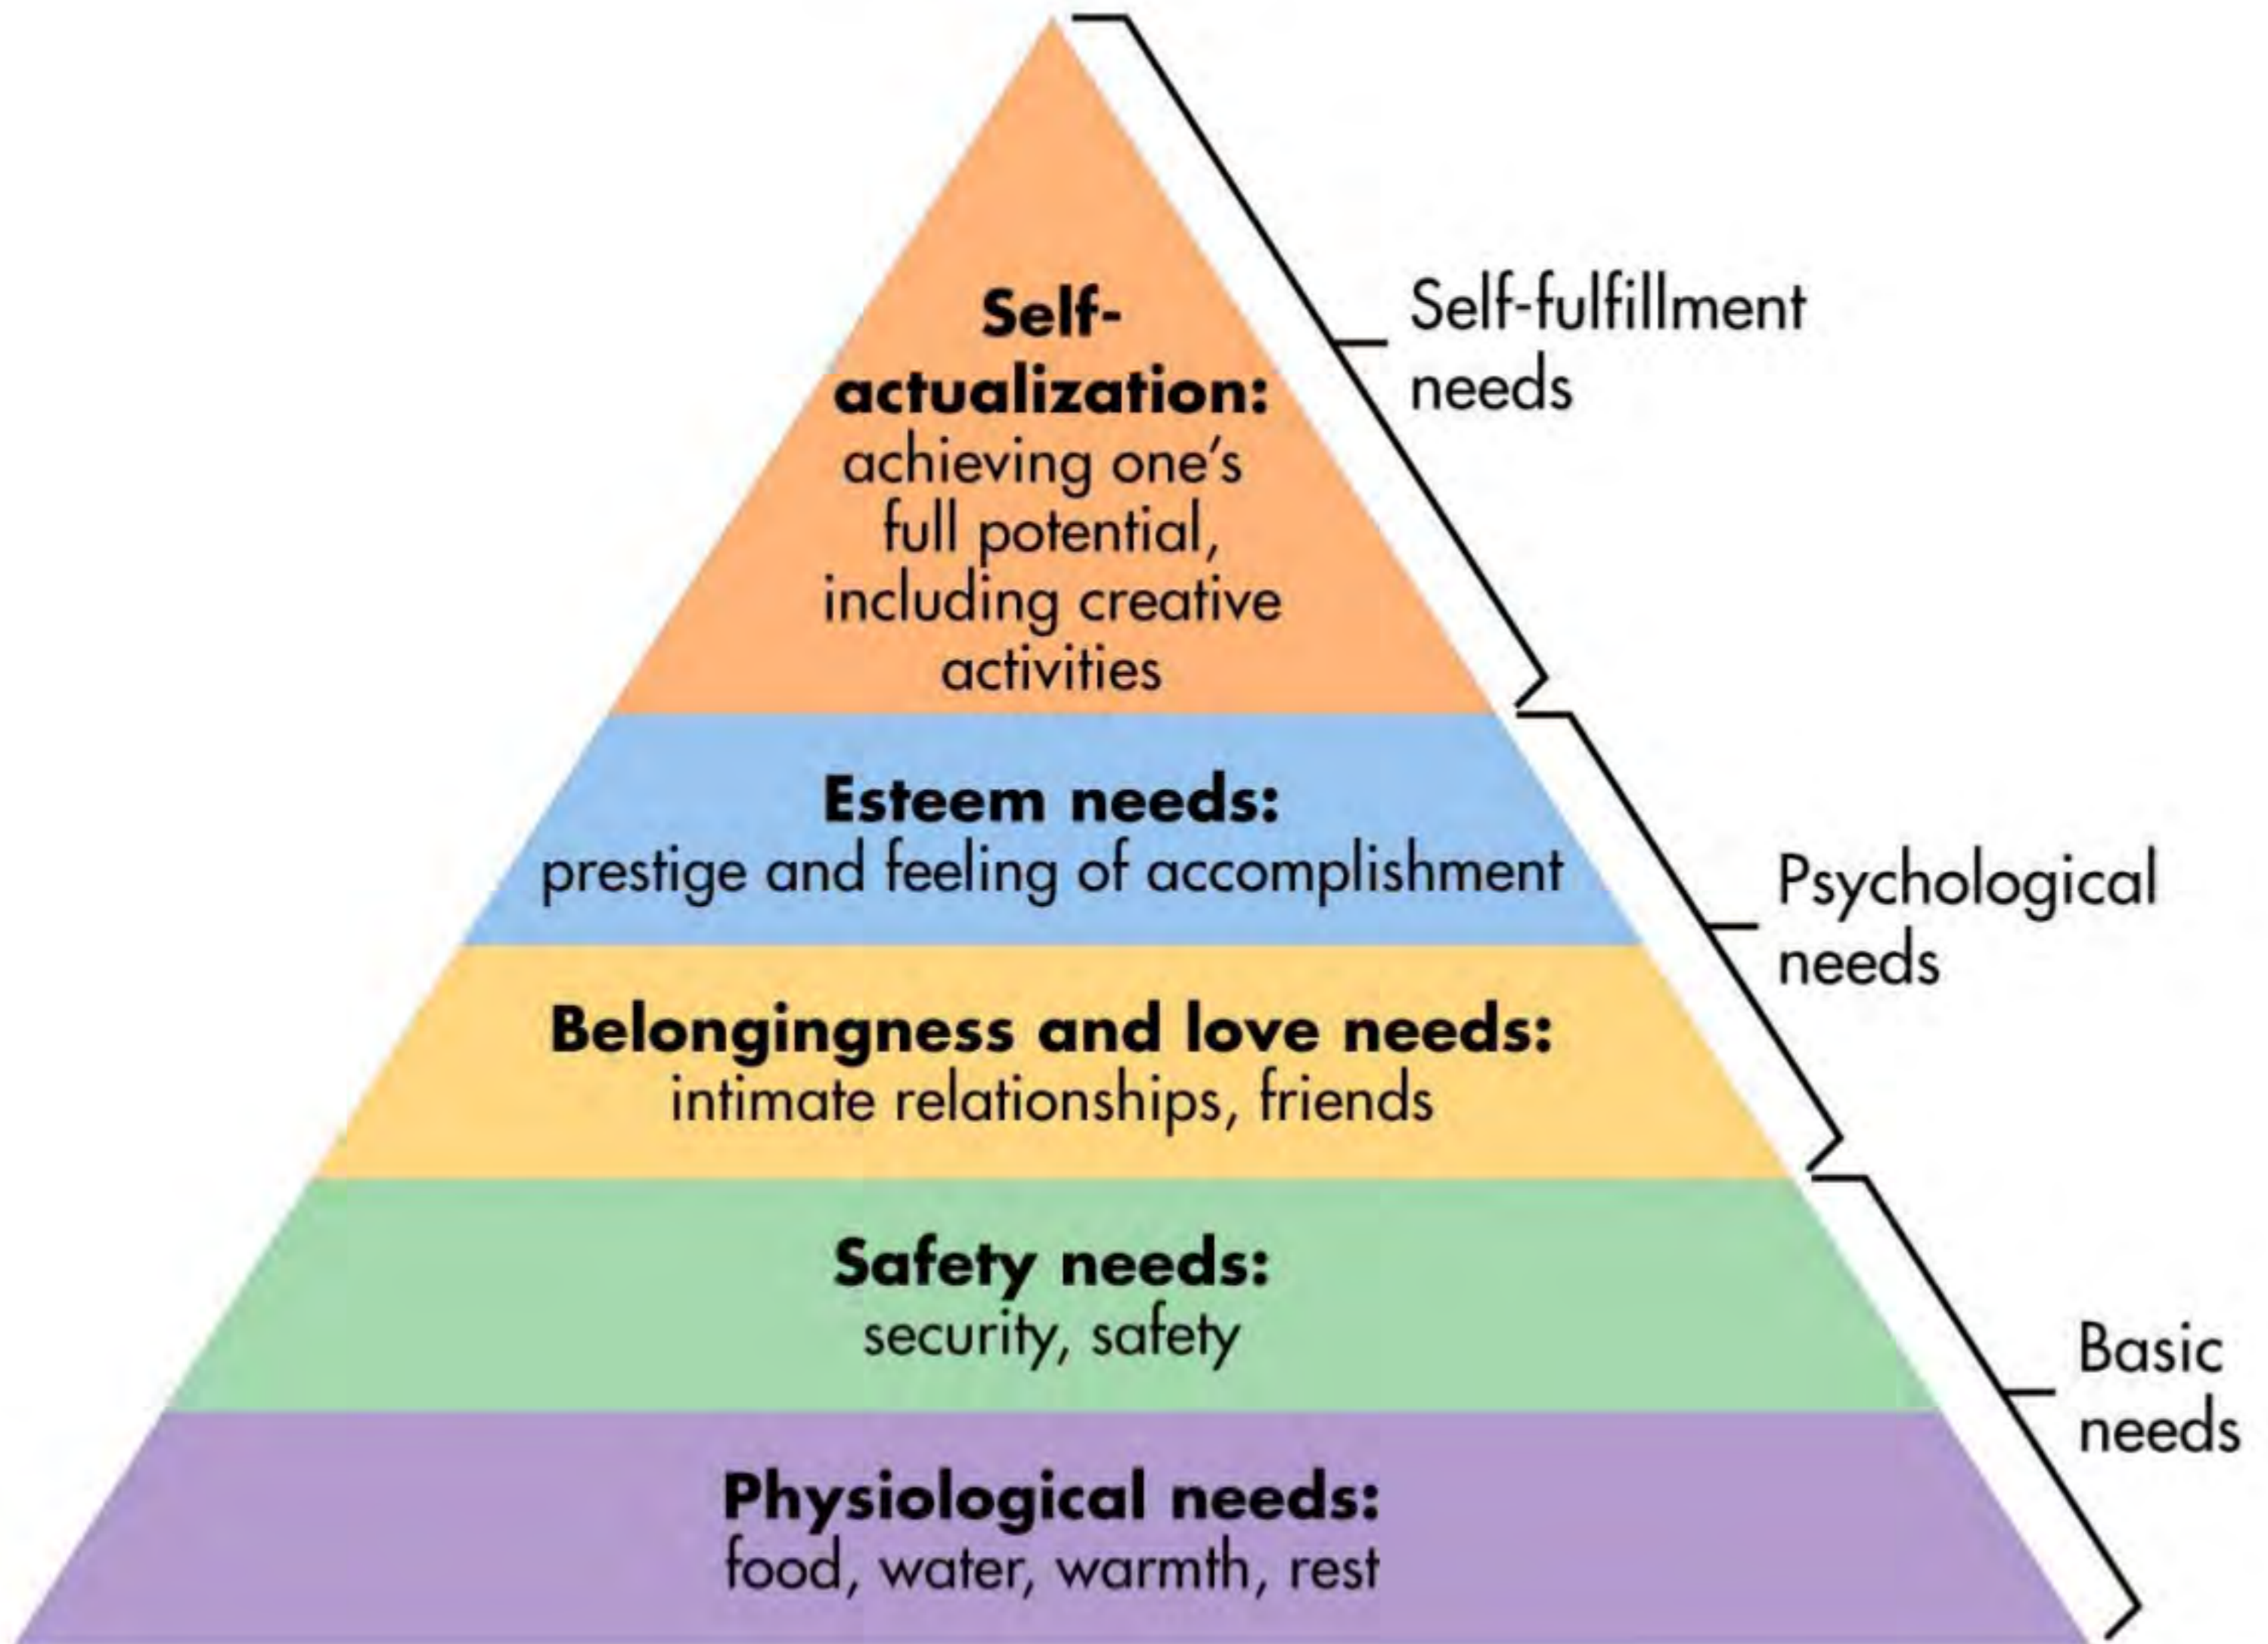 Self-
actualization:
achieving one's
full potential,
including creative
activities
Self-fulfillment
needs
Esteem needs:
prestige and feeling of accomplishment
Belongingness and love needs:
intimate relationships, friends
Psychological
needs
Safety needs:
security, safety
Physiological needs:
food, water, warmth, rest
Basic
needs